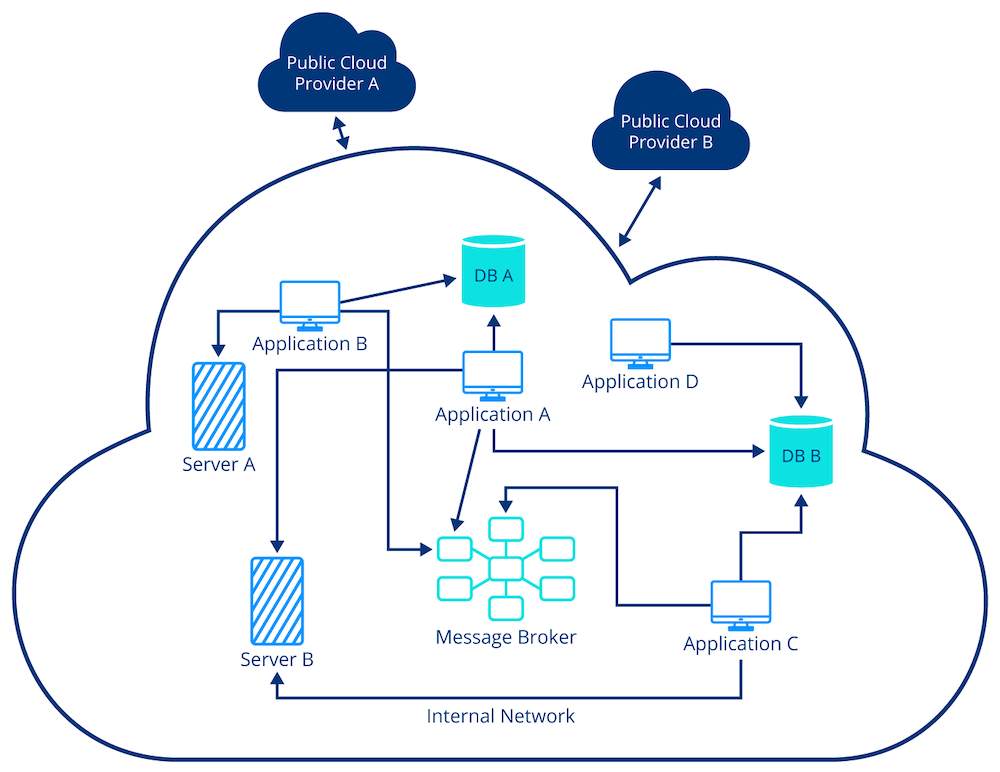 Public Cloud
Provider A
Public Cloud
Provider B
DB A
Application B
Application D
Application A
DB B
Server A
Message Broker
Application C
Server B
Internal Network